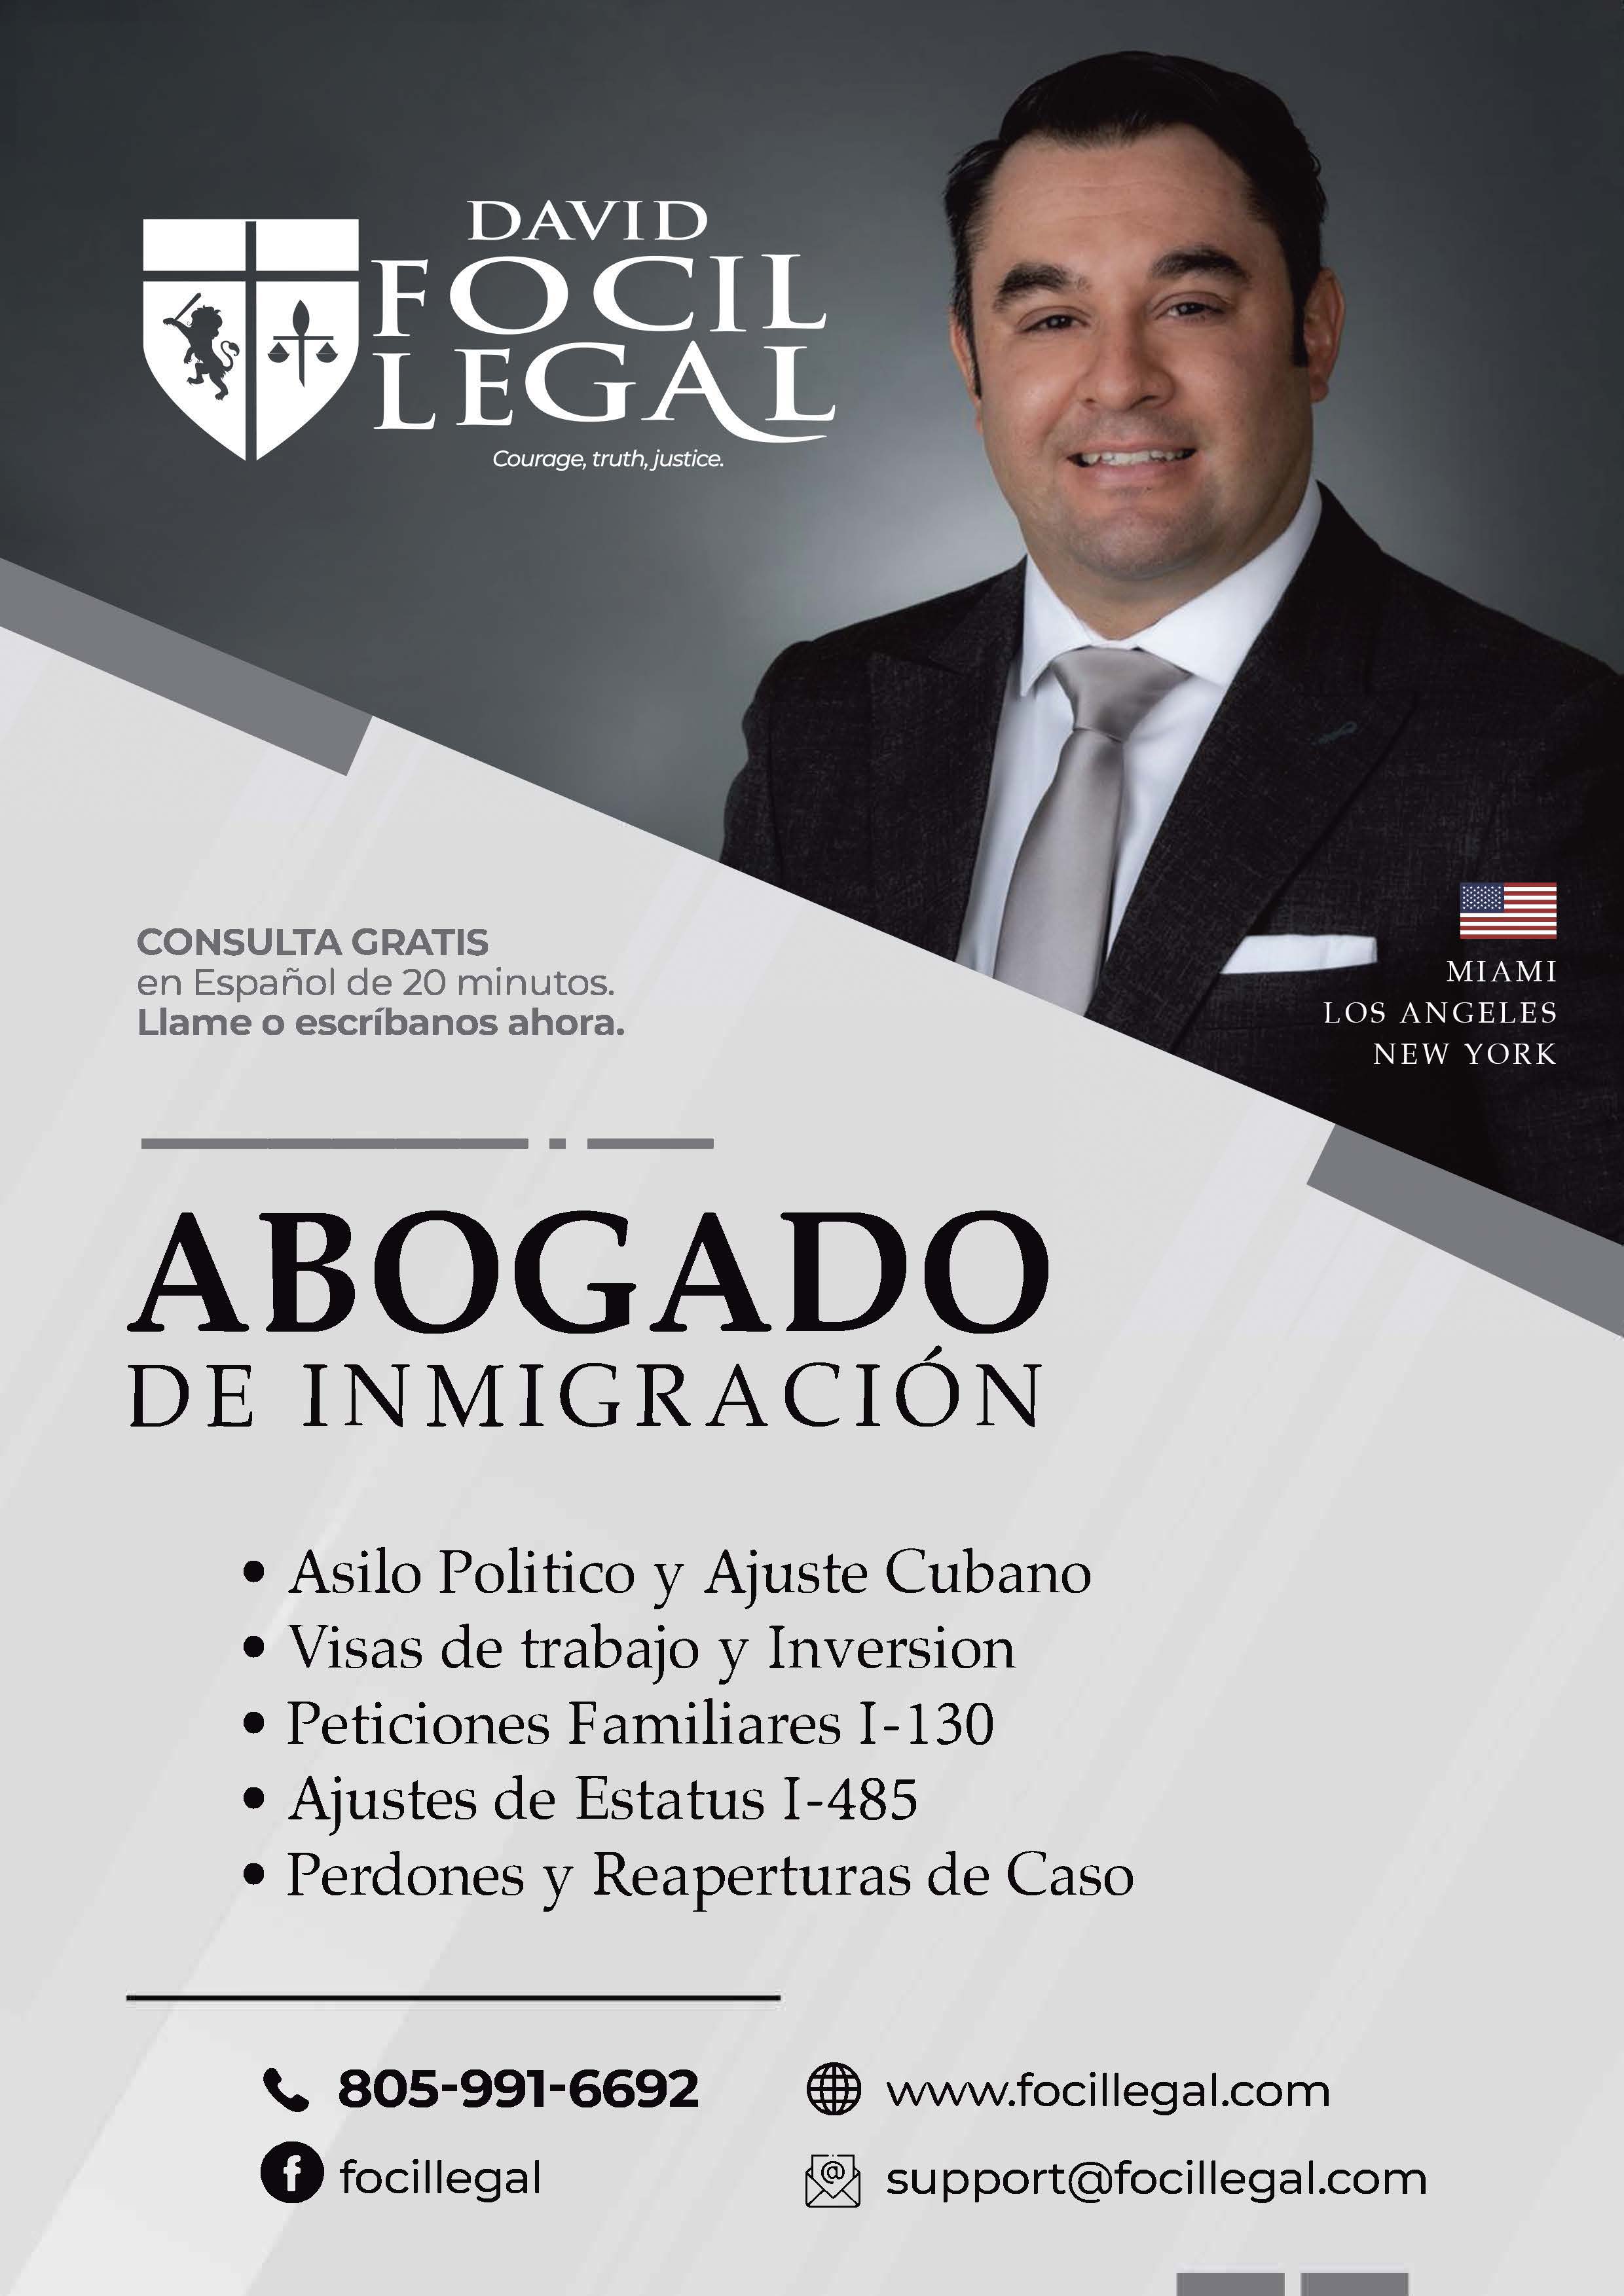 DAVID
FOCIL
LEGAL
Courage, truth, justice.
CONSULTA GRATIS
en Español de 20 minutos.
Llame o escríbanos ahora.
MIAMI
LOS ANGELES
NEW YORK
ABOGADO
DE INMIGRACIÓN
• Asilo Politico y Ajuste Cubano
• Visas de trabajo y Inversion
• Peticiones Familiares I-130
• Ajustes de Estatus I-485
• Perdones y Reaperturas de Caso
805-991-6692
www.focillegal.com
focillegal
support@focillegal.com